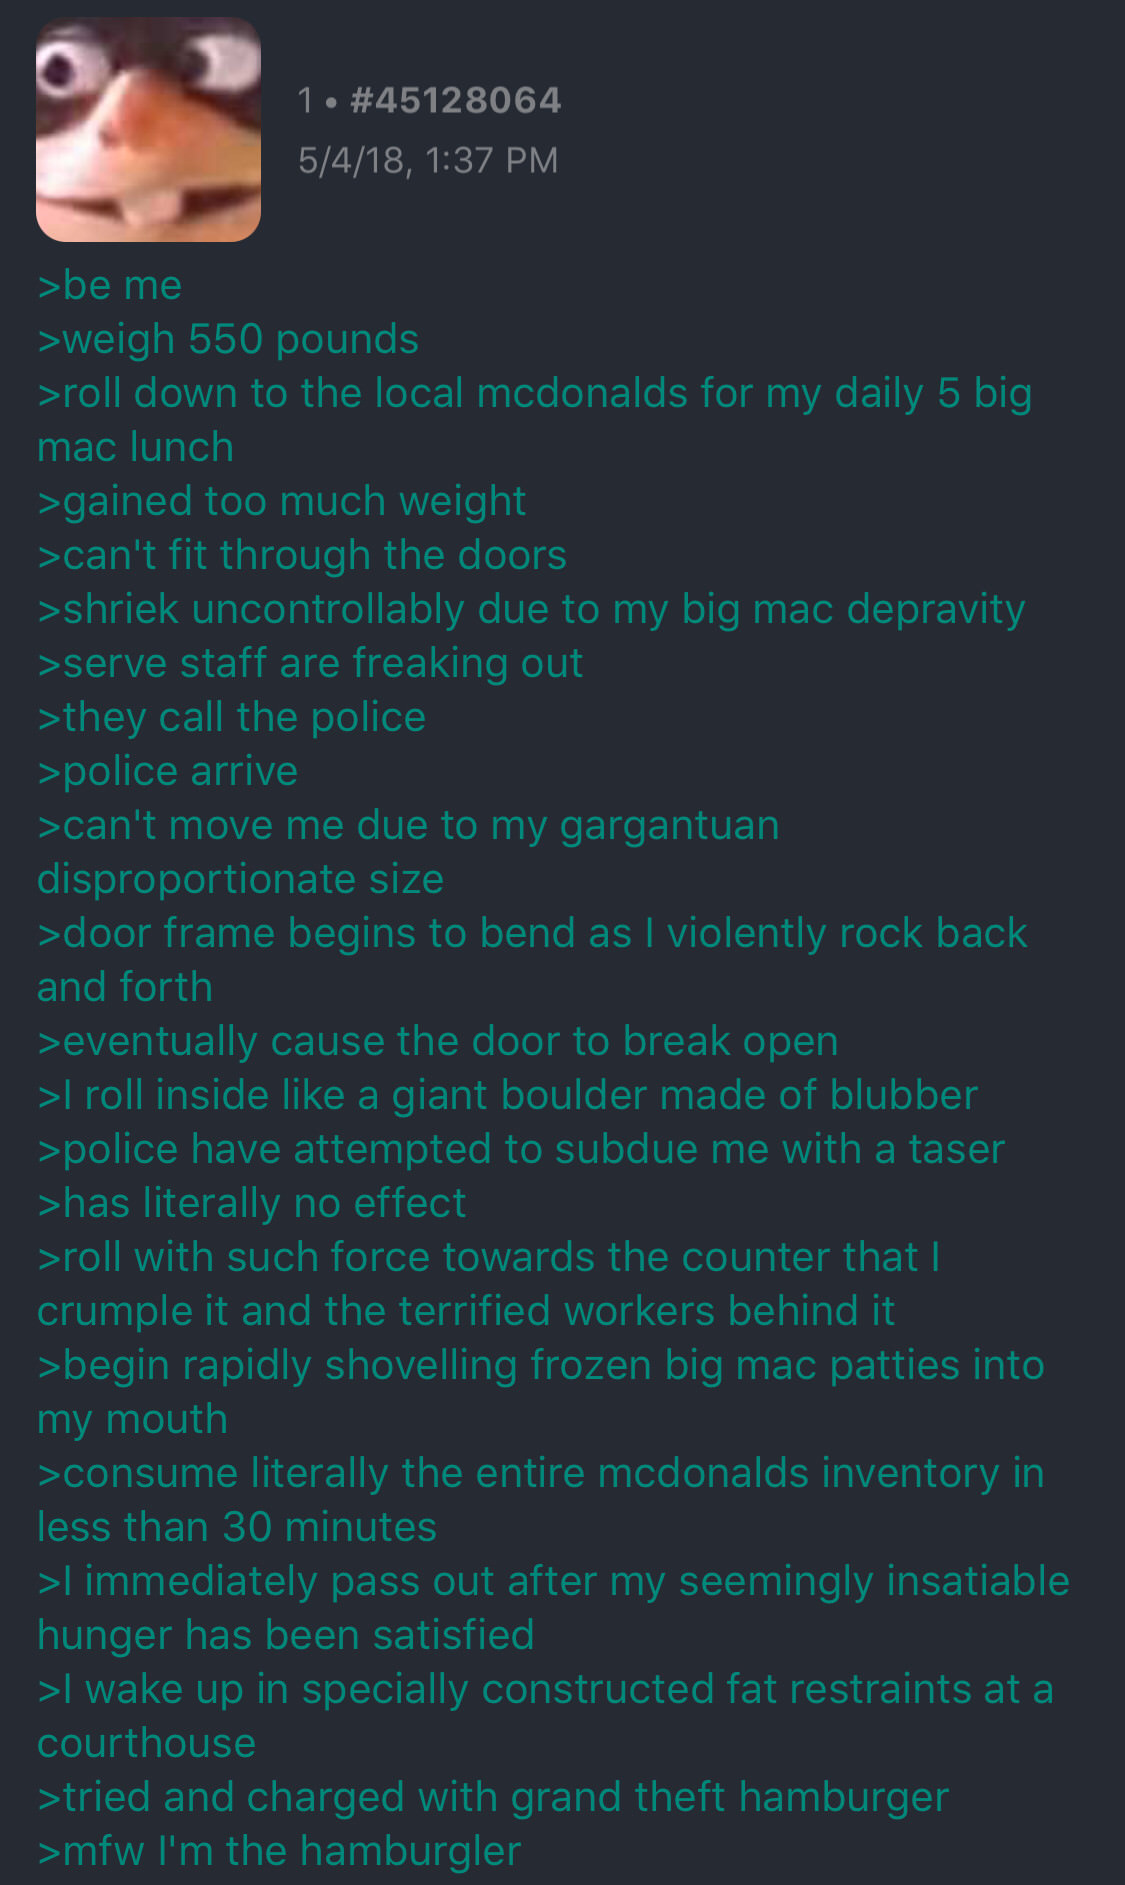 1 • #45128064
5/4/18, 1:37 PM
>be me
>weigh 550 pounds
>roll down to the local mcdonalds for my daily 5 big
mac lunch
>gained too much weight
>can't fit through the doors
>shriek uncontrollably due to my big mac depravity
>serve staff are freaking out
>they call the police
>police arrive
>can't move me due to my gargantuan
disproportionate size
>door frame begins to bend as I violently rock back
and forth
>eventually cause the door to break open
>I roll inside like a giant boulder made of blubber
>police have attempted to subdue me with a taser
>has literally no effect
>roll with such force towards the counter that I
crumple it and the terrified workers behind it
>begin rapidly shovelling frozen big mac patties into
my mouth
>consume literally the entire mcdonalds inventory in
less than 30 minutes
>I immediately pass out after my seemingly insatiable
hunger has been satisfied
>I wake up in specially constructed fat restraints at a
courthouse
>tried and charged with grand theft hamburger
>mfw I'm the hamburgler